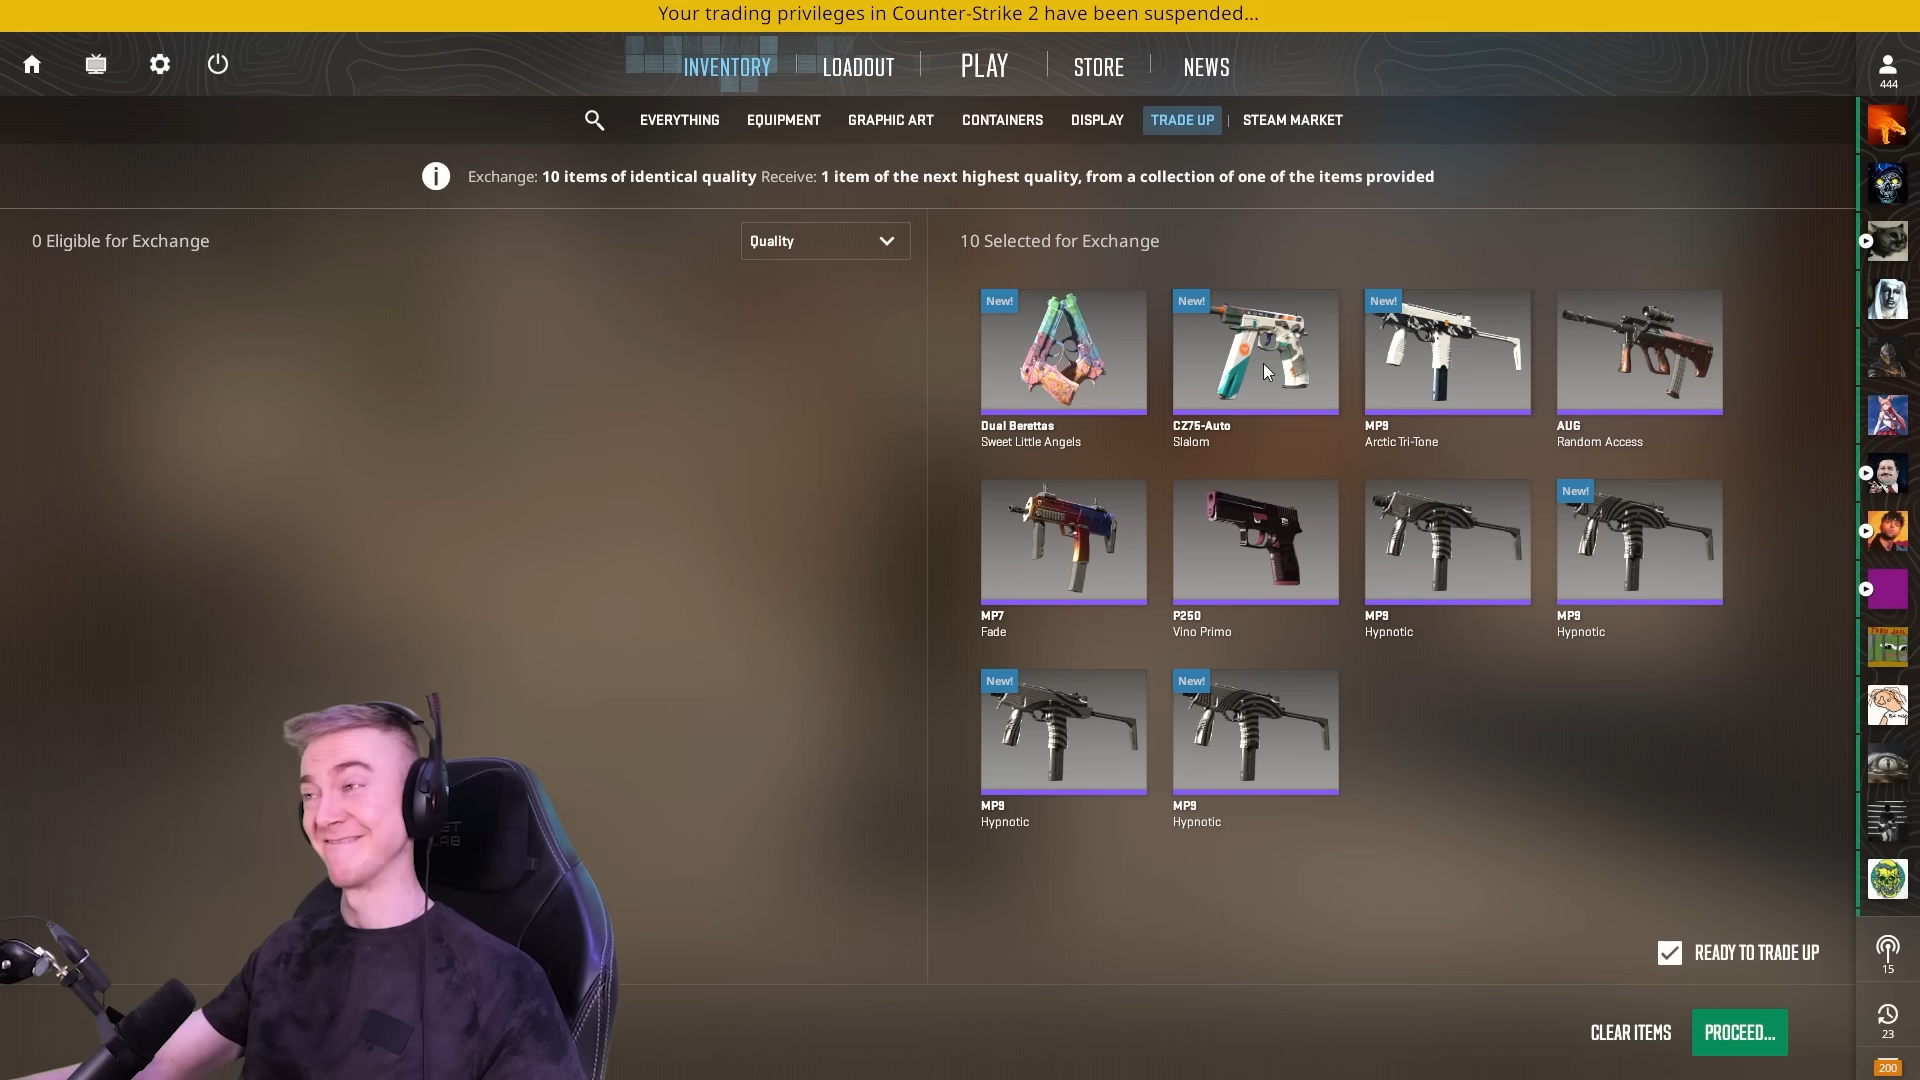 Your trading privileges in Counter-Strike 2 have been suspended...
INVENTORY LOADOUT PLAY STORE NEWS
444
EVERYTHING EQUIPMENT GRAPHIC ART CONTAINERS DISPLAY TRADE UP STEAM MARKET
Exchange: 10 items of identical quality Receive: 1 item of the next highest quality, from a collection of one of the items provided
0 Eligible for Exchange
Quality
10 Selected for Exchange
New!
Dual Berettas
Sweet Little Angels
New!
CZ75-Auto
Slalom
New!
MP9
Arctic Tri-Tone
AUG
Random Access
MP7
Fade
P250
Vino Primo
MP9
Hypnotic
New!
MP9
Hypnotic
New!
MP9
Hypnotic
New!
MP9
Hypnotic
READY TO TRADE UP
CLEAR ITEMS PROCEED...
15
23
200